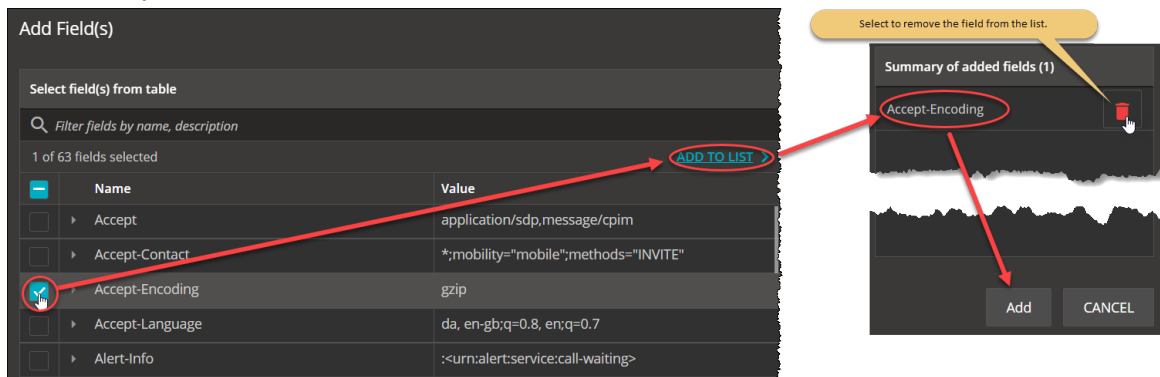 Add Field(s)
Select field(s) from table
Filter fields by name, description
1 of 63 fields selected
ADD TO LIST >
Name Value
Accept application/sdp,message/cpim
Accept-Contact *;mobility="mobile";methods="INVITE"
Accept-Encoding gzip
Accept-Language da, en-gb;q=0.8, en;q=0.7
Alert-Info :<urn:alert:service:call-waiting>
Select to remove the field from the list.
Summary of added fields (1)
Accept-Encoding
Add CANCEL